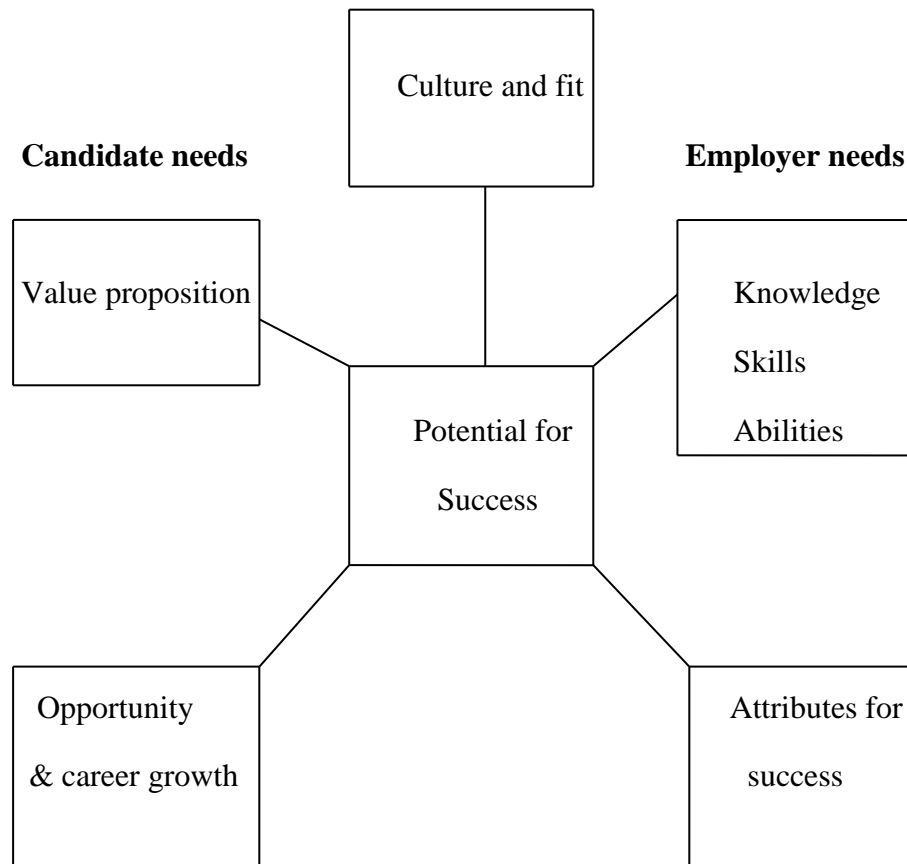 Culture and fit
Candidate needs
Employer needs
Value proposition
Knowledge
Skills
Abilities
Potential for
Success
Opportunity
& career growth
Attributes for
success